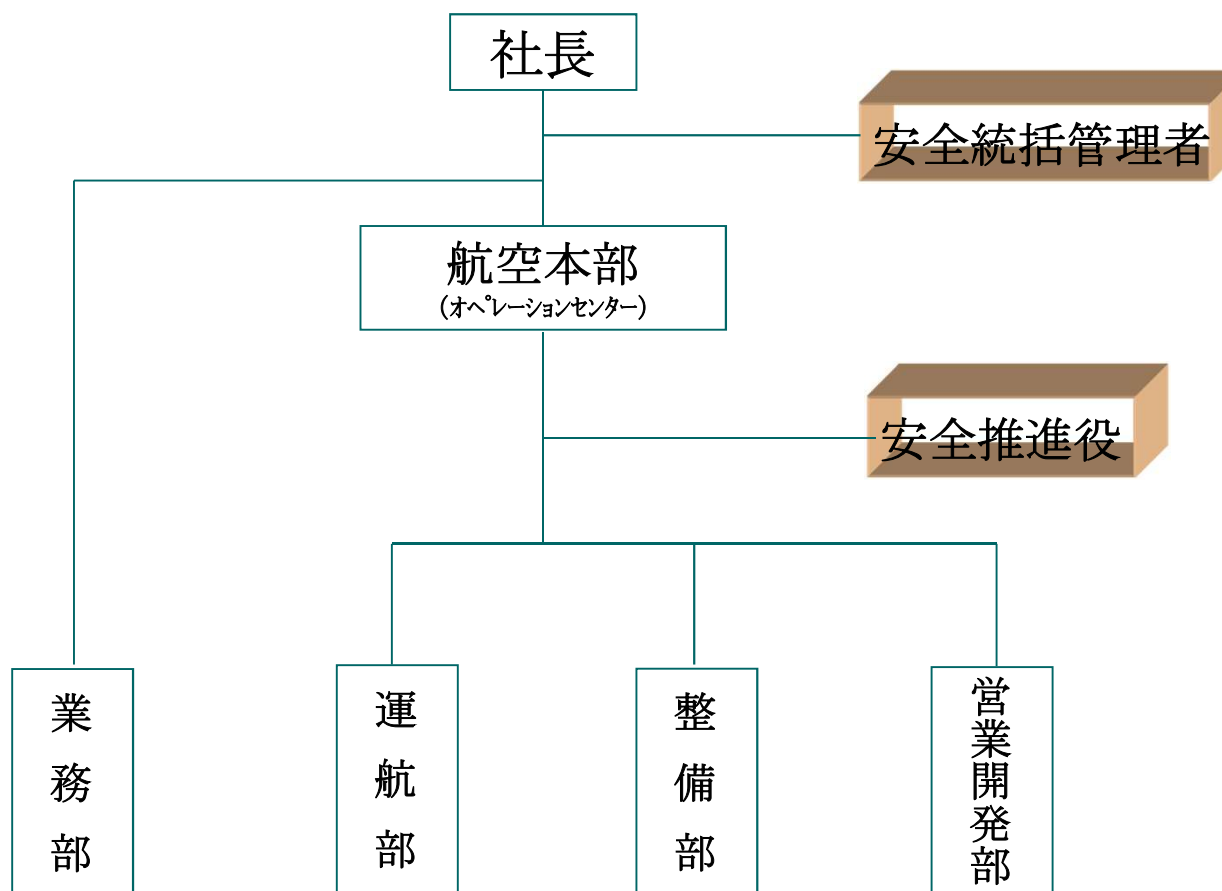 社長
安全統括管理者
航空本部
(オペレーションセンター)
安全推進役
業務部
運航部
整備部
営業開発部